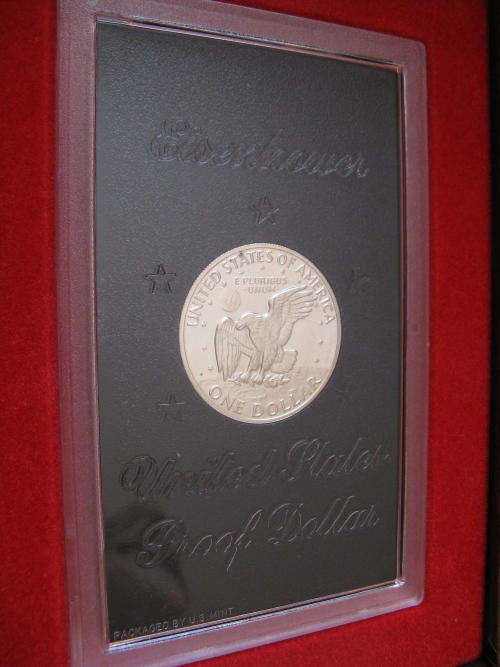 Eisenhower
UNITED STATES OF AMERICA
E PLURIBUS
UNUM
ONE DOLLAR
United States
Proof Dollar
PACKAGED BY U.S. MINT